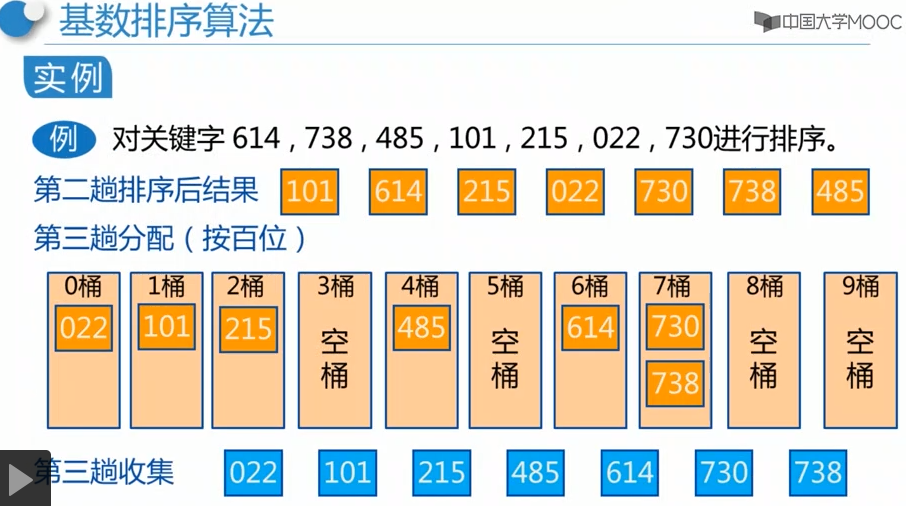 基数排序算法
中国大学MOOC
实例
例 对关键字 614，738，485，101，215，022，730进行排序。
第二趟排序后结果 101 614 215 022 730 738 485
第三趟分配（按百位）
0桶 1桶 2桶 3桶 4桶 5桶 6桶 7桶 8桶 9桶
022 101 215 空桶 485 空桶 614 730 空桶 空桶
738
第三趟收集 022 101 215 485 614 730 738